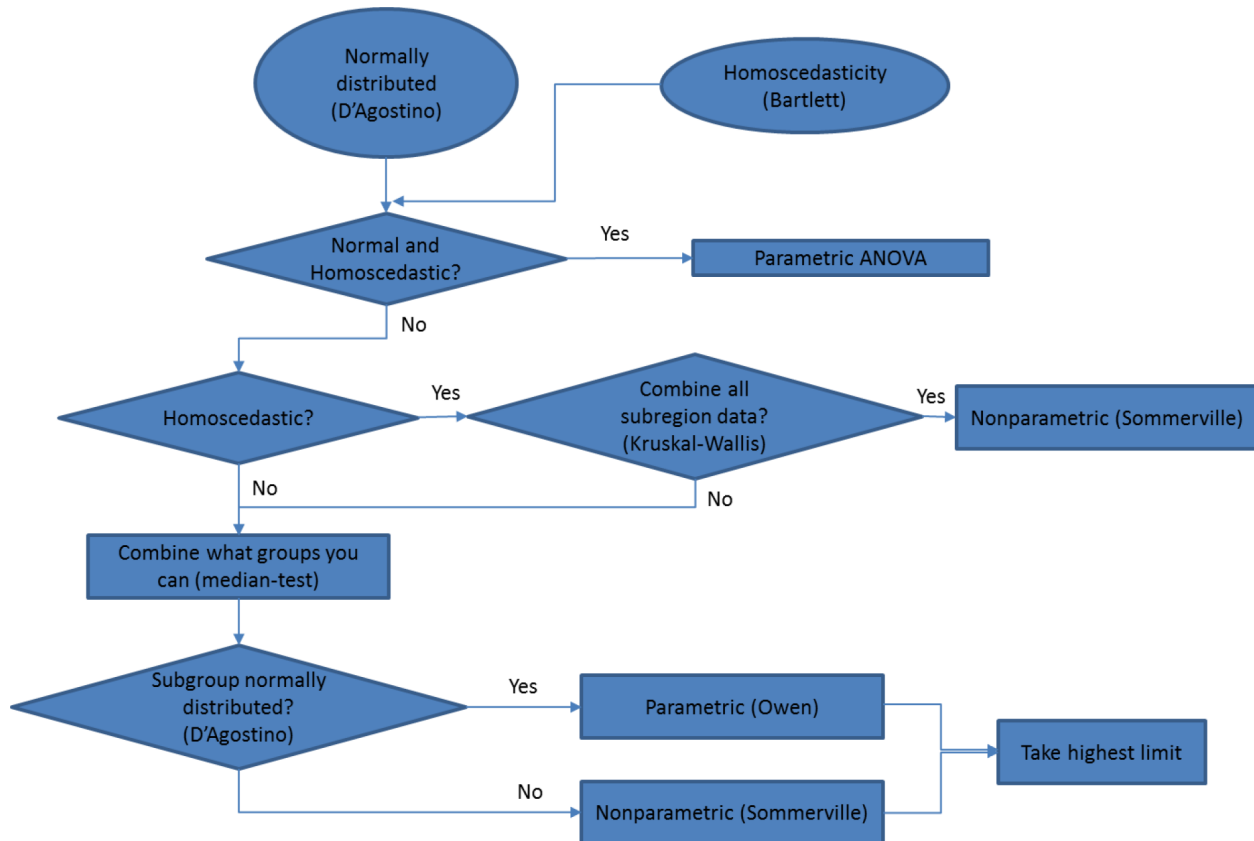 Normally
distributed
(D’Agostino)
Homoscedasticity
(Bartlett)
Normal and
Homoscedastic?
Yes
Parametric ANOVA
No
Homoscedastic?
Yes
Combine all
subregion data?
(Kruskal-Wallis)
Yes
Nonparametric (Sommerville)
No
No
Combine what groups you
can (median-test)
Subgroup normally
distributed?
(D’Agostino)
Yes
Parametric (Owen)
Take highest limit
No
Nonparametric (Sommerville)